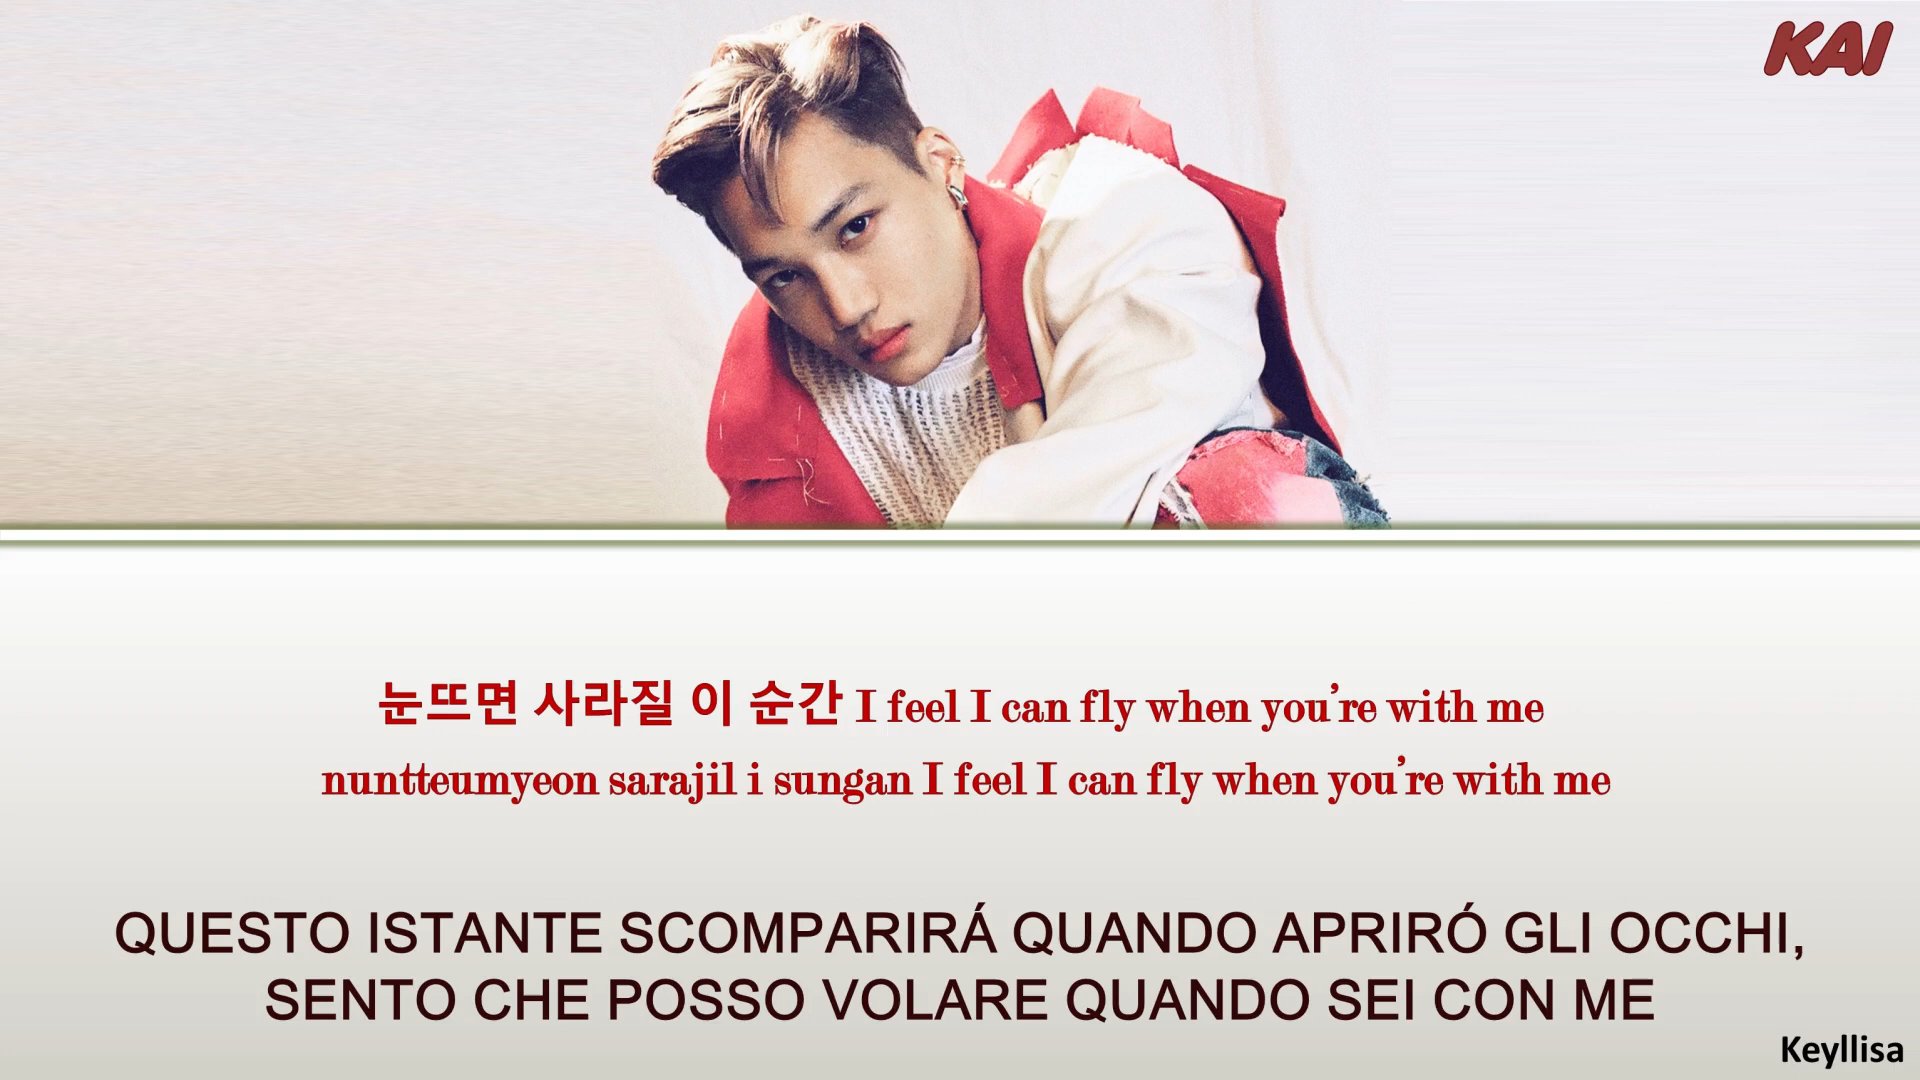 KAI
눈뜨면 사라질 이 순간 I feel I can fly when you're with me
nuntteumyeon sarajil i sungan I feel I can fly when you're with me
QUESTO ISTANTE SCOMPARIRÁ QUANDO APRIRÓ GLI OCCHI,
SENTO CHE POSSO VOLARE QUANDO SEI CON ME
Keyllisa